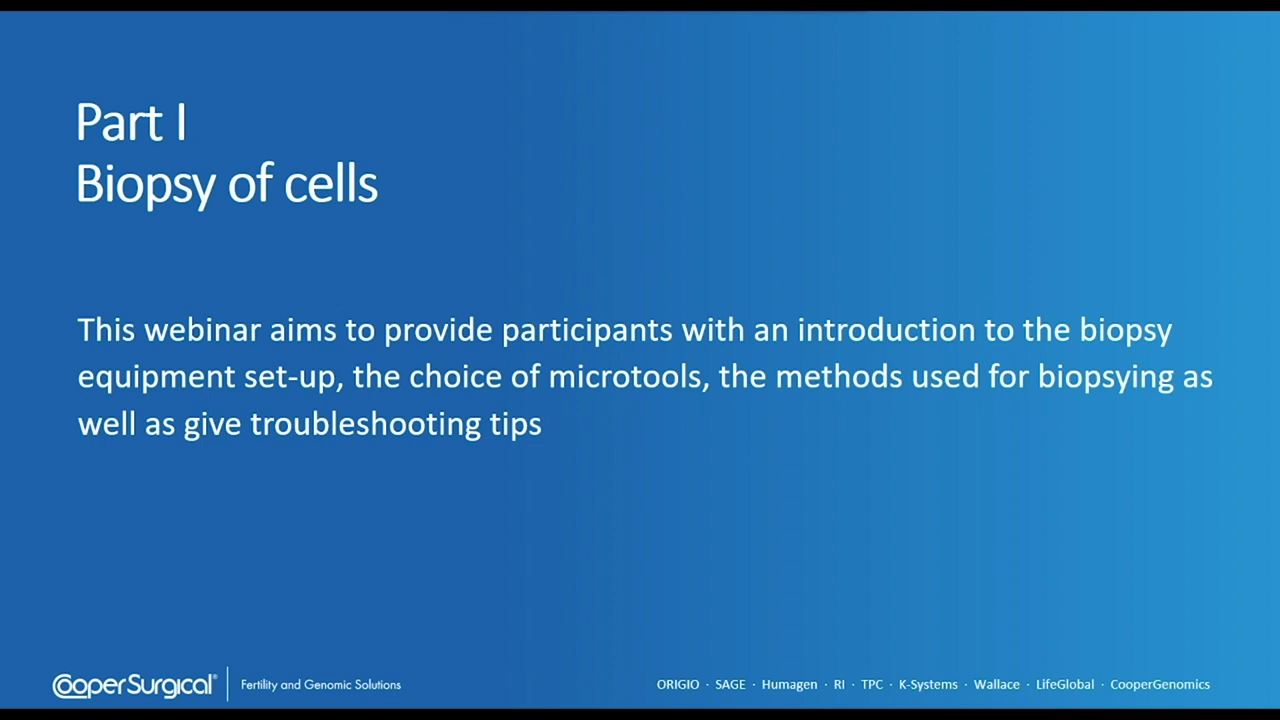 Part I
Biopsy of cells
This webinar aims to provide participants with an introduction to the biopsy
equipment set-up, the choice of microtools, the methods used for biopsying as
well as give troubleshooting tips
CooperSurgical® Fertility and Genomic Solutions
ORIGIO · SAGE · Humagen · RI · TPC · K-Systems · Wallace · LifeGlobal · CooperGenomics